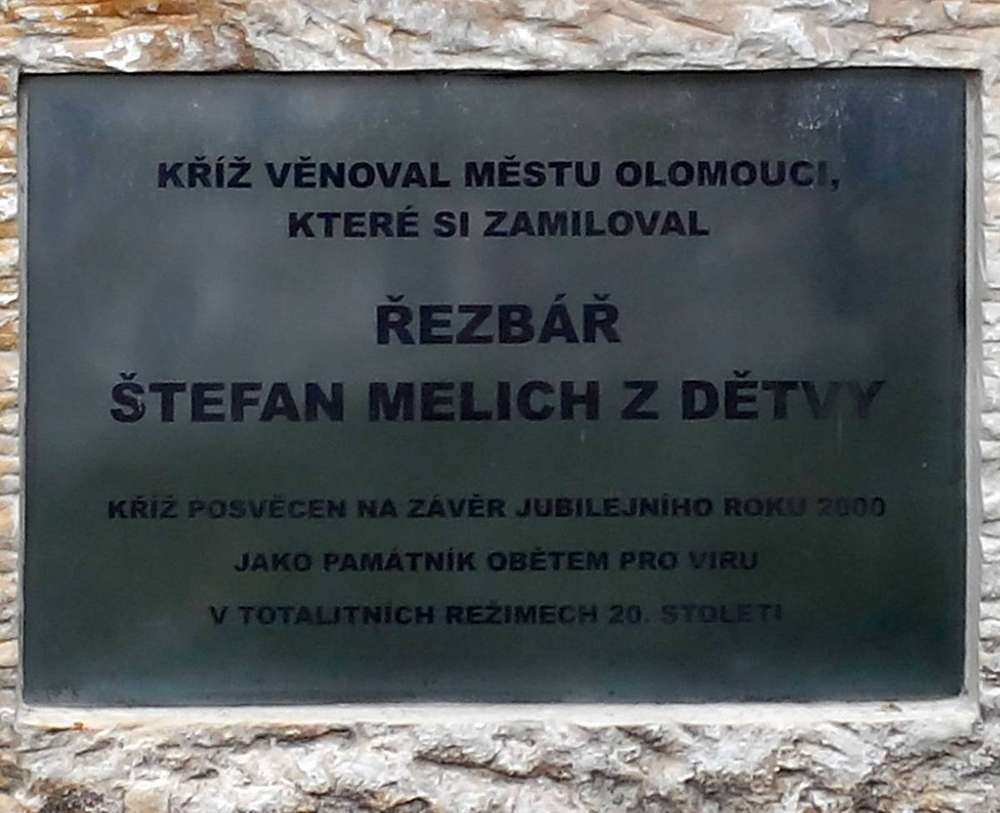 KŘÍŽ VĚNOVAL MĚSTU OLOMOUCI,
KTERÉ SI ZAMILOVAL
ŘEZBÁŘ
ŠTEFAN MELICH Z DĚTVY
KŘÍŽ POSVĚCEN NA ZÁVĚR JUBILEJNÍHO ROKU 2000
JAKO PAMÁTNÍK OBĚTEM PRO VÍRU
V TOTALITNÍCH REŽIMECH 20. STOLETÍ